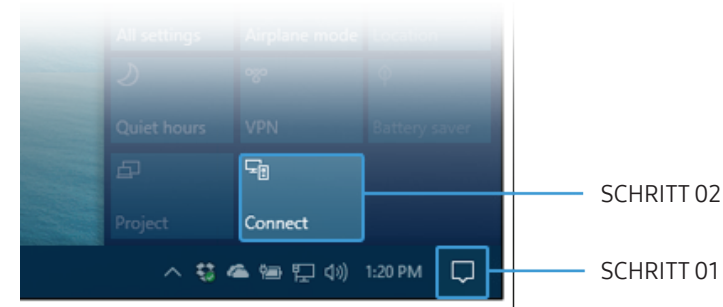 All settings Airplane mode Location
Quiet hours VPN Battery saver
Project Connect
SCHRITT 02
1:20 PM
SCHRITT 01